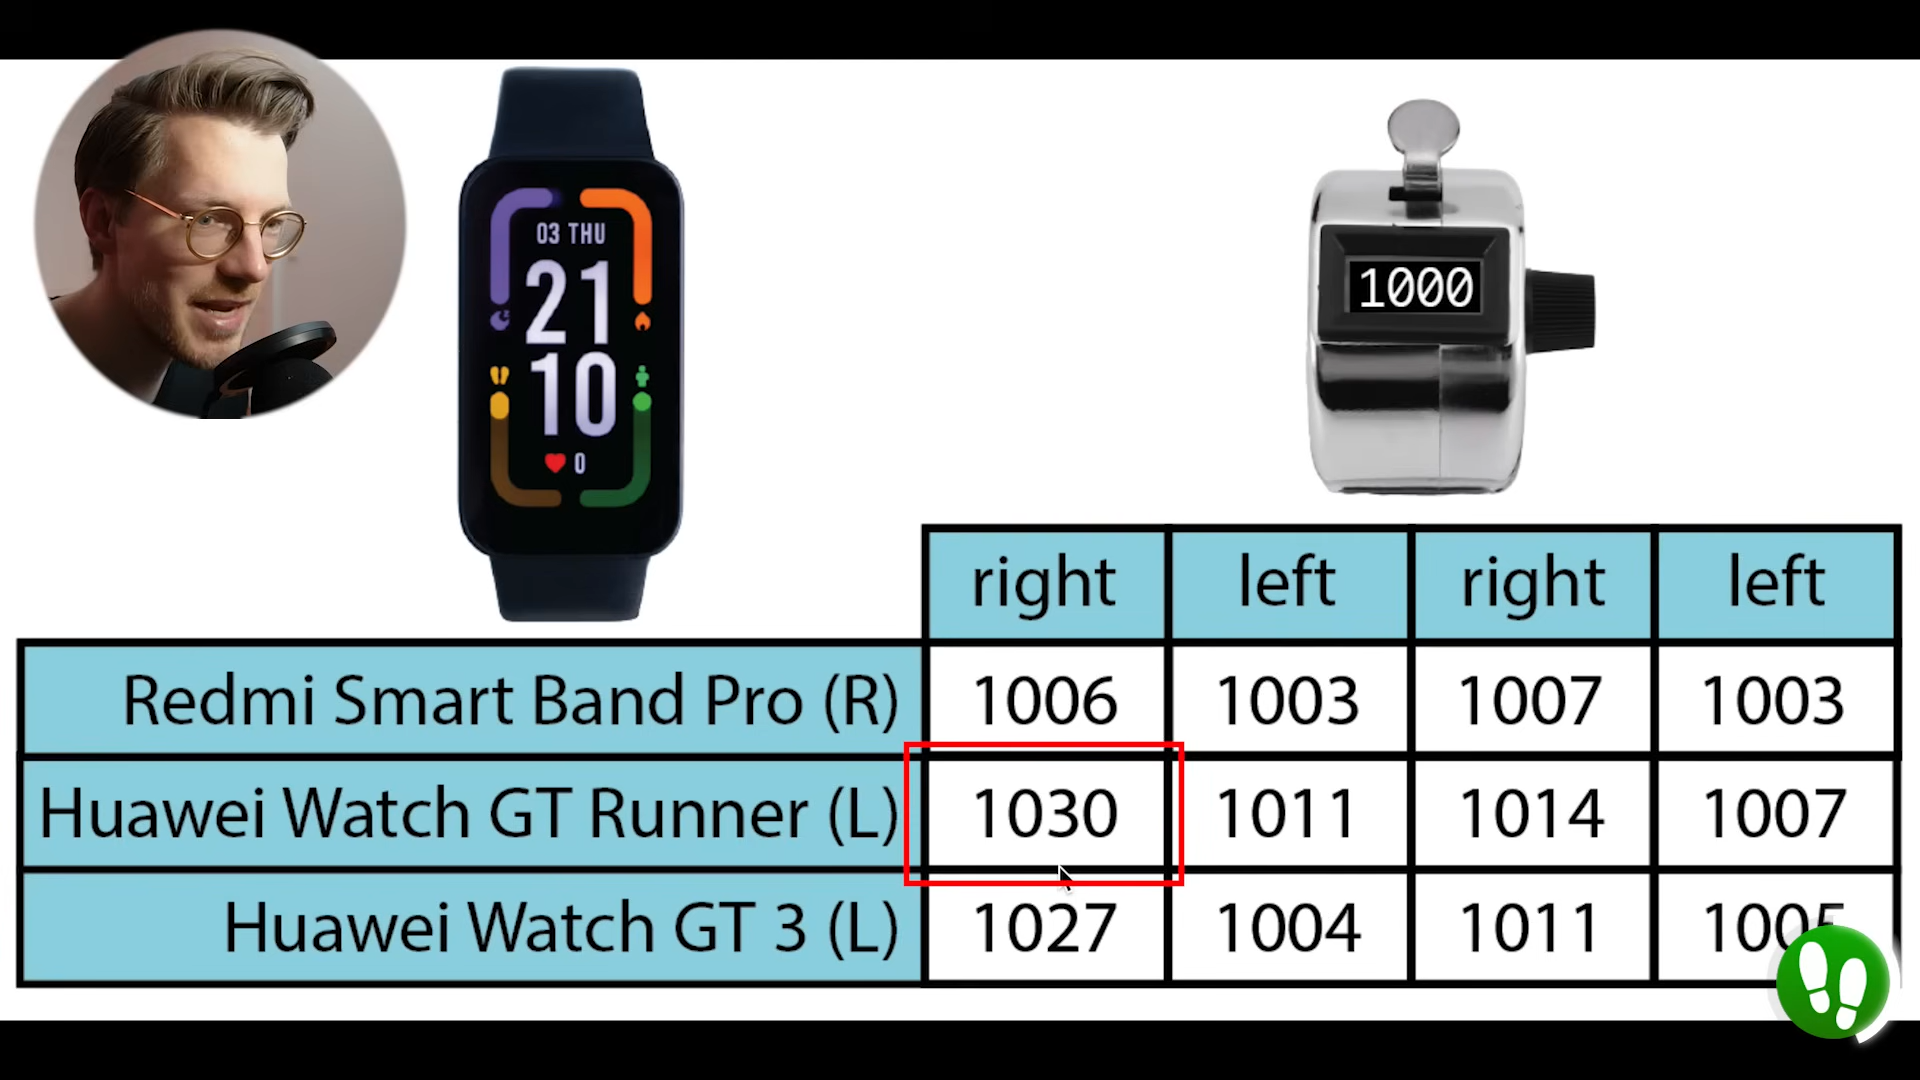 03 THU
21
10
0
1000
right left right left
Redmi Smart Band Pro (R) 1006 1003 1007 1003
Huawei Watch GT Runner (L) 1030 1011 1014 1007
Huawei Watch GT 3 (L) 1027 1004 1011 1005